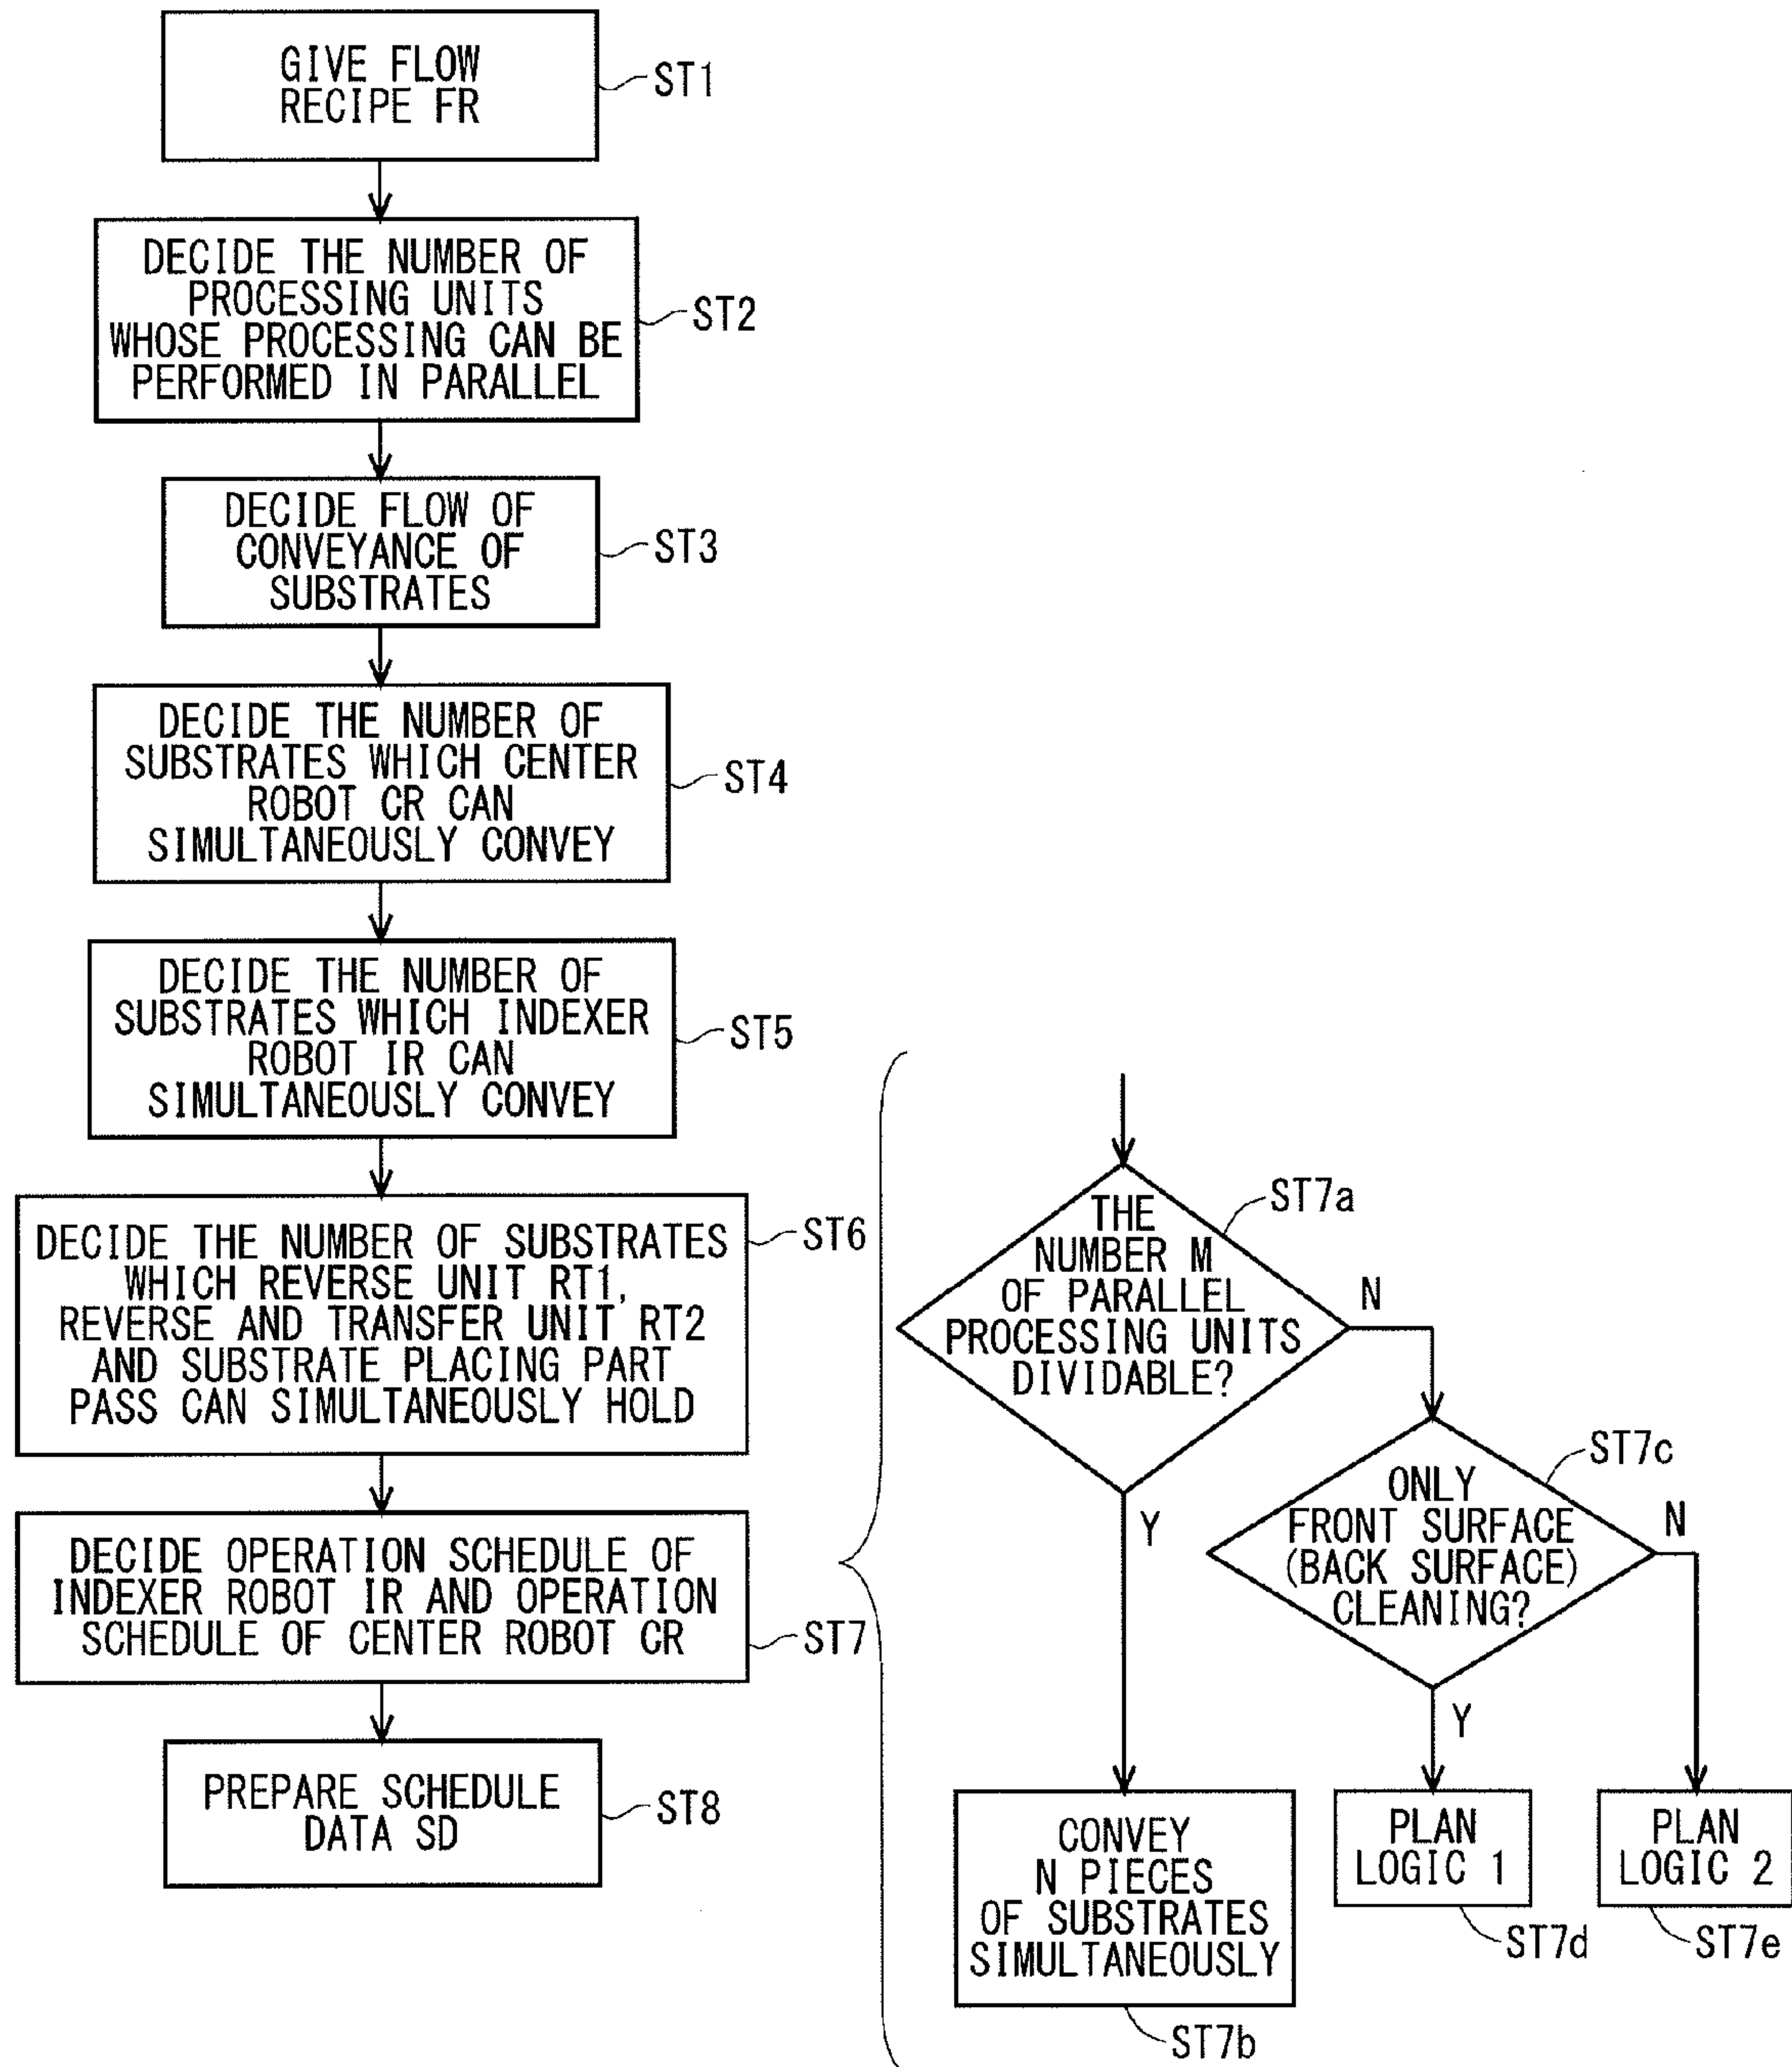 GIVE FLOW
RECIPE FR
ST1
DECIDE THE NUMBER OF
PROCESSING UNITS
WHOSE PROCESSING CAN BE
PERFORMED IN PARALLEL
ST2
DECIDE FLOW OF
CONVEYANCE OF
SUBSTRATES
ST3
DECIDE THE NUMBER OF
SUBSTRATES WHICH CENTER
ROBOT CR CAN
SIMULTANEOUSLY CONVEY
ST4
DECIDE THE NUMBER OF
SUBSTRATES WHICH INDEXER
ROBOT IR CAN
SIMULTANEOUSLY CONVEY
ST5
DECIDE THE NUMBER OF SUBSTRATES
WHICH REVERSE UNIT RT1,
REVERSE AND TRANSFER UNIT RT2
AND SUBSTRATE PLACING PART
PASS CAN SIMULTANEOUSLY HOLD
ST6
DECIDE OPERATION SCHEDULE OF
INDEXER ROBOT IR AND OPERATION
SCHEDULE OF CENTER ROBOT CR
ST7
PREPARE SCHEDULE
DATA SD
ST8
THE
NUMBER M
OF PARALLEL
PROCESSING UNITS
DIVIDABLE?
ST7a
N
Y
ONLY
FRONT SURFACE
(BACK SURFACE)
CLEANING?
ST7c
N
Y
CONVEY
N PIECES
OF SUBSTRATES
SIMULTANEOUSLY
ST7b
PLAN
LOGIC 1
ST7d
PLAN
LOGIC 2
ST7e